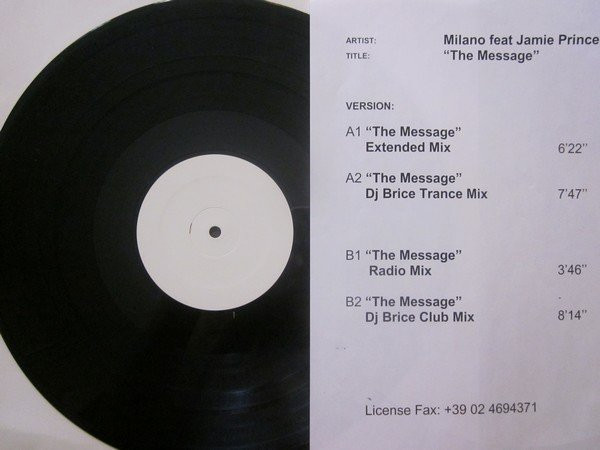 ARTIST: Milano feat Jamie Prince
TITLE: “The Message”
VERSION:
A1 “The Message”
Extended Mix 6’22’’
A2 “The Message”
Dj Brice Trance Mix 7’47’’
B1 “The Message”
Radio Mix 3’46’’
B2 “The Message”
Dj Brice Club Mix 8’14’’
License Fax: +39 02 4694371